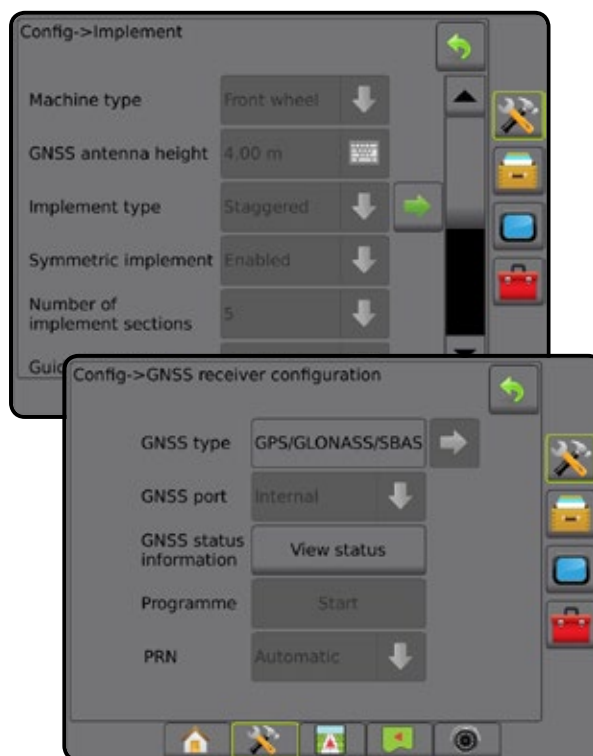 Config->Implement
Machine type
Front wheel
GNSS antenna height
4.00 m
Implement type
Staggered
Symmetric implement
Enabled
Number of
implement sections
5
Guid
Config->GNSS receiver configuration
GNSS type
GPS/GLONASS/SBAS
GNSS port
Internal
GNSS status
information
View status
Programme
Start
PRN
Automatic